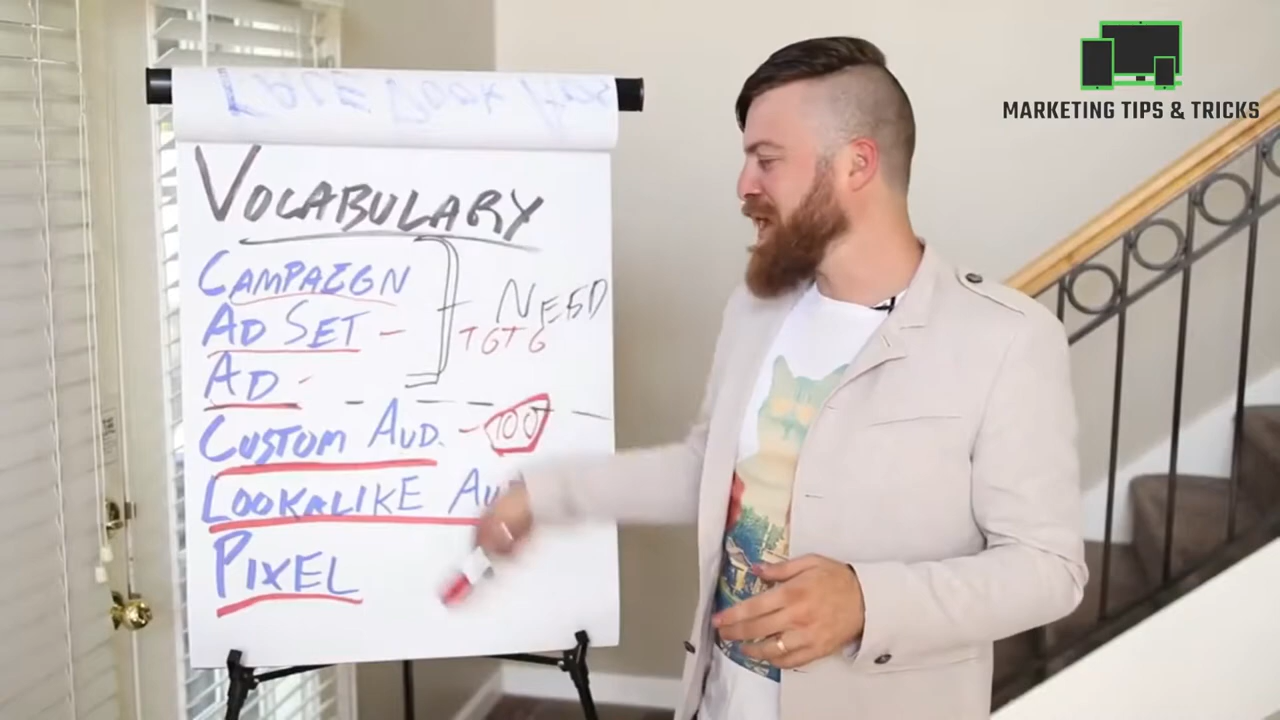 MARKETING TIPS & TRICKS
VOCABULARY
CAMPAIGN
NEED
AD SET -
TGTG
AD -
CUSTOM AUD. - 100
LOOKALIKE
PIXEL